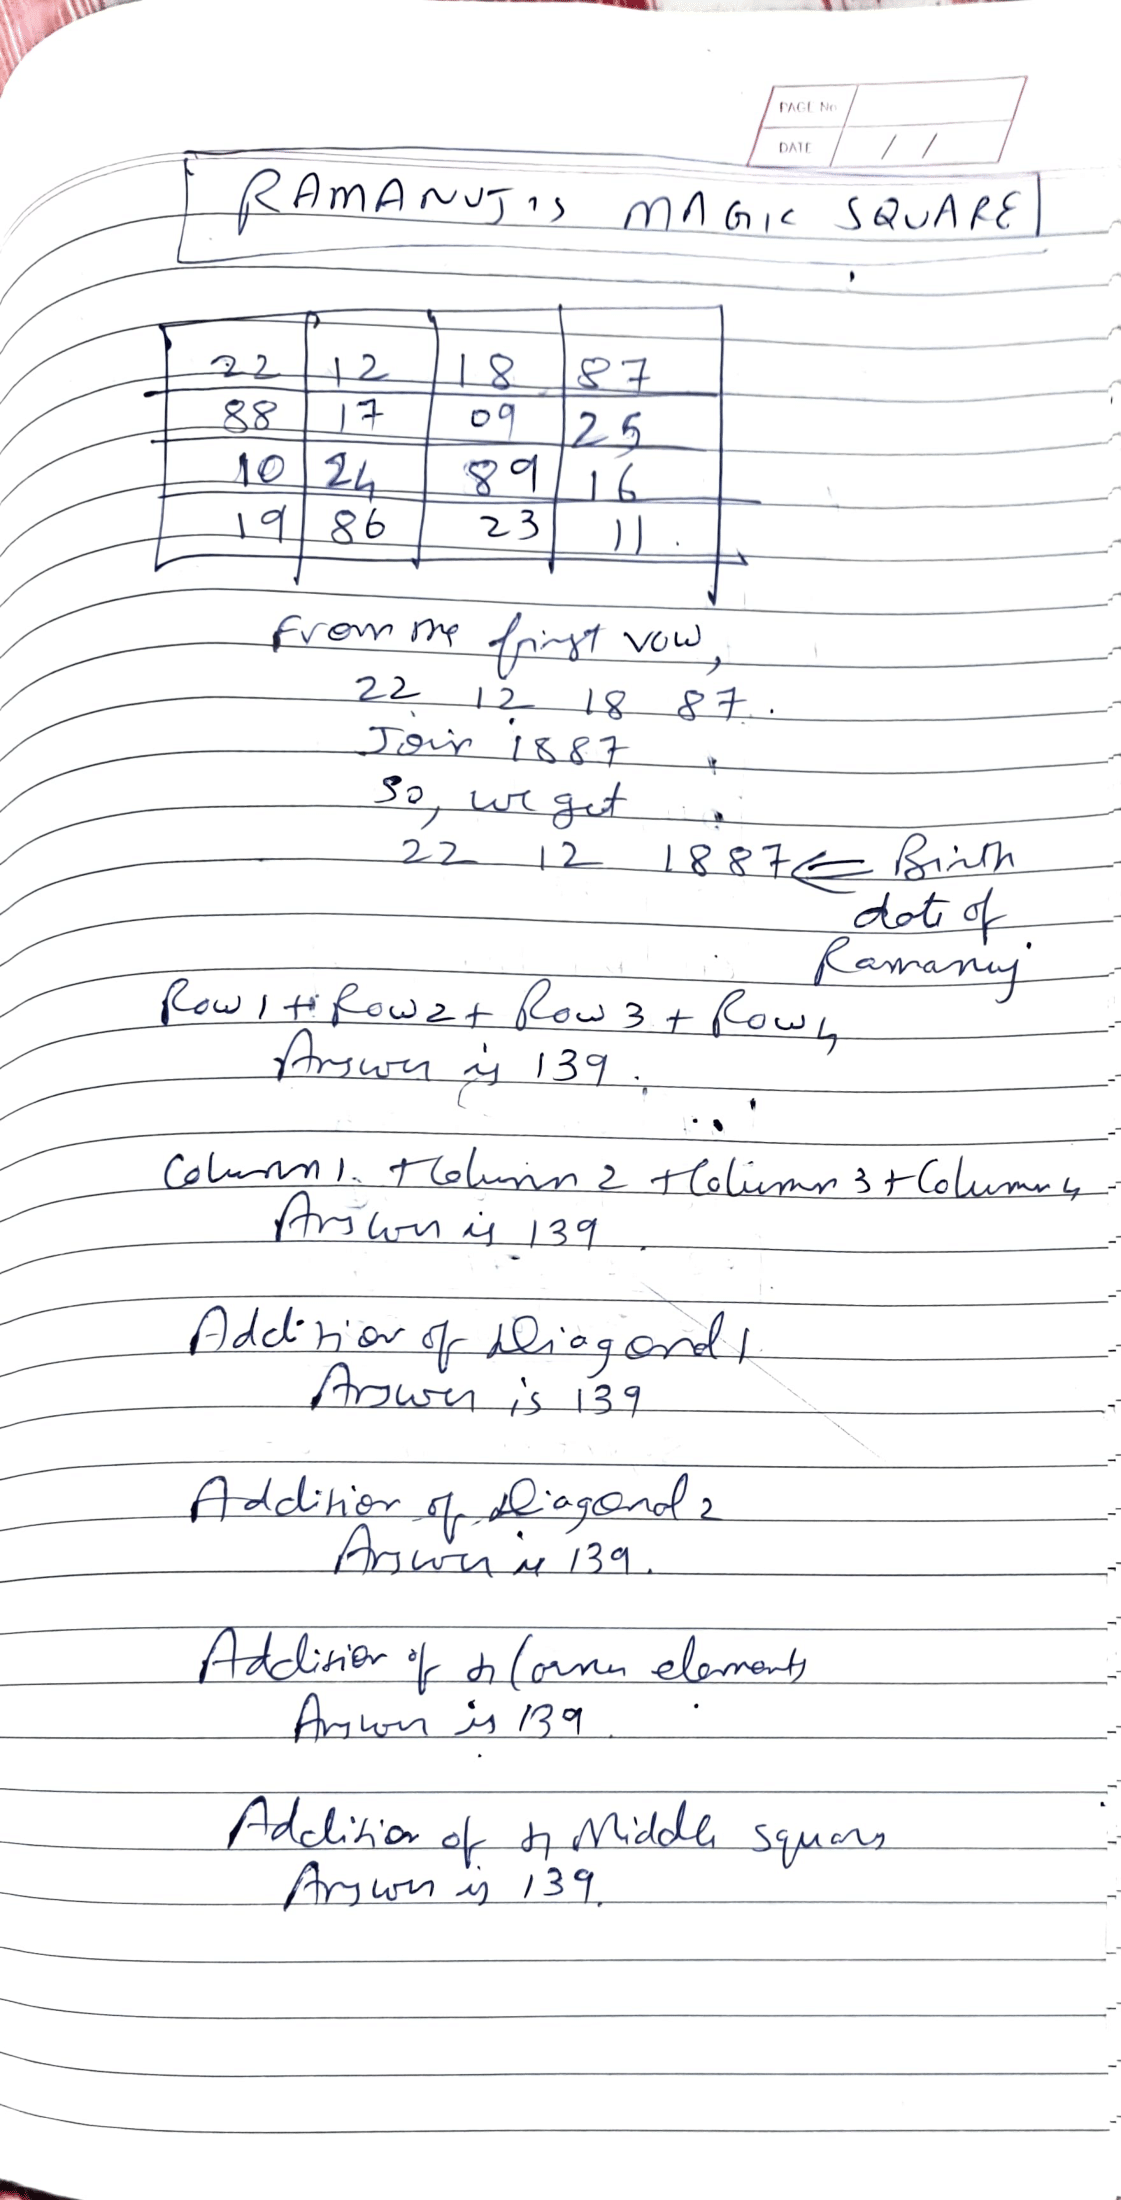 PAGE No
DATE / /
RAMANUJ'S MAGIC SQUARE
22 12 18 87
88 17 09 25
10 24 89 16
19 86 23 11.
From the first row,
22 12 18 87.
Join 1887
So, we get
22 12 1887 ⇐ Birth
date of
Ramanuj
Row 1 + Row 2 + Row 3 + Row 4
Answer is 139.
Column 1. + Column 2 + Column 3 + Column 4
Answer is 139
Addition of Diagonal 1
Answer is 139
Addition of Diagonal 2
Answer is 139.
Addition of 4 Corner elements
Answer is 139.
Addition of 4 Middle squares
Answer is 139.